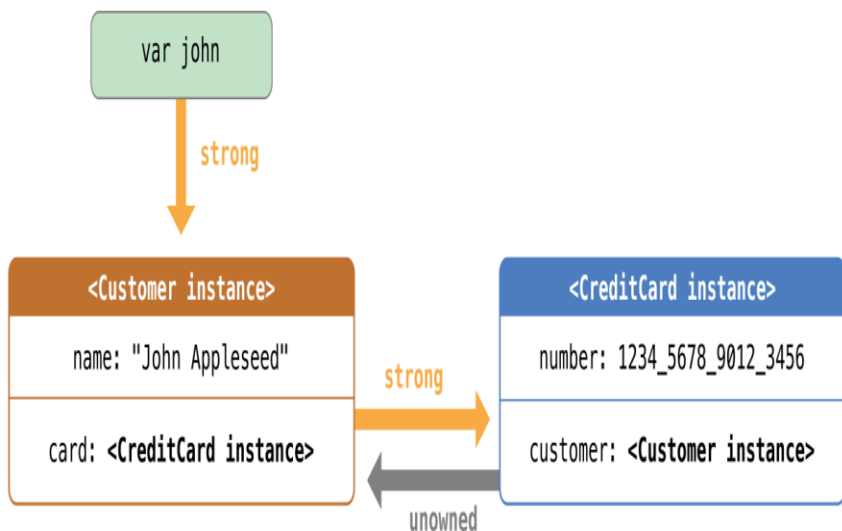 var john
strong
<Customer instance>
name: "John Appleseed"
card: <CreditCard instance>
strong
unowned
<CreditCard instance>
number: 1234_5678_9012_3456
customer: <Customer instance>